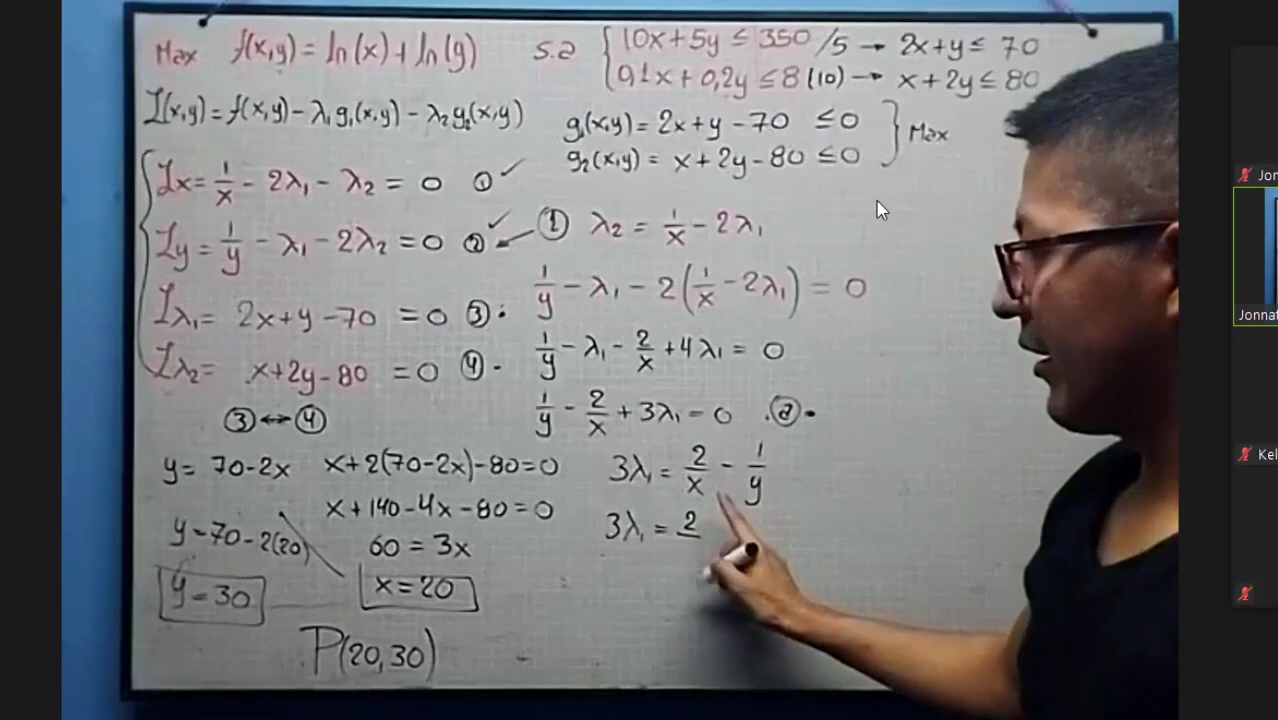 Max f(x,y) = ln(x) + ln(y) s.a { 10x + 5y ≤ 350 /5 → 2x + y ≤ 70
0,1x + 0,2y ≤ 8 (10) → x + 2y ≤ 80
L(x,y) = f(x,y) - λ₁g₁(x,y) - λ₂g₂(x,y)
g₁(x,y) = 2x + y - 70 ≤ 0 } Max
g₂(x,y) = x + 2y - 80 ≤ 0
Lx = 1/x - 2λ₁ - λ₂ = 0 ① ✓
Ly = 1/y - λ₁ - 2λ₂ = 0 ② ✓
Lλ₁ = 2x + y - 70 = 0 ③ •
Lλ₂ = x + 2y - 80 = 0 ④ •
③ ↔ ④
y = 70 - 2x x + 2(70 - 2x) - 80 = 0
x + 140 - 4x - 80 = 0
y = 70 - 2(20) 60 = 3x
y = 30 x = 20
P(20,30)
① λ₂ = 1/x - 2λ₁
1/y - λ₁ - 2(1/x - 2λ₁) = 0
1/y - λ₁ - 2/x + 4λ₁ = 0
1/y - 2/x + 3λ₁ = 0 ⓐ •
3λ₁ = 2/x - 1/y
3λ₁ = 2
Jon
Jonnat
Kel